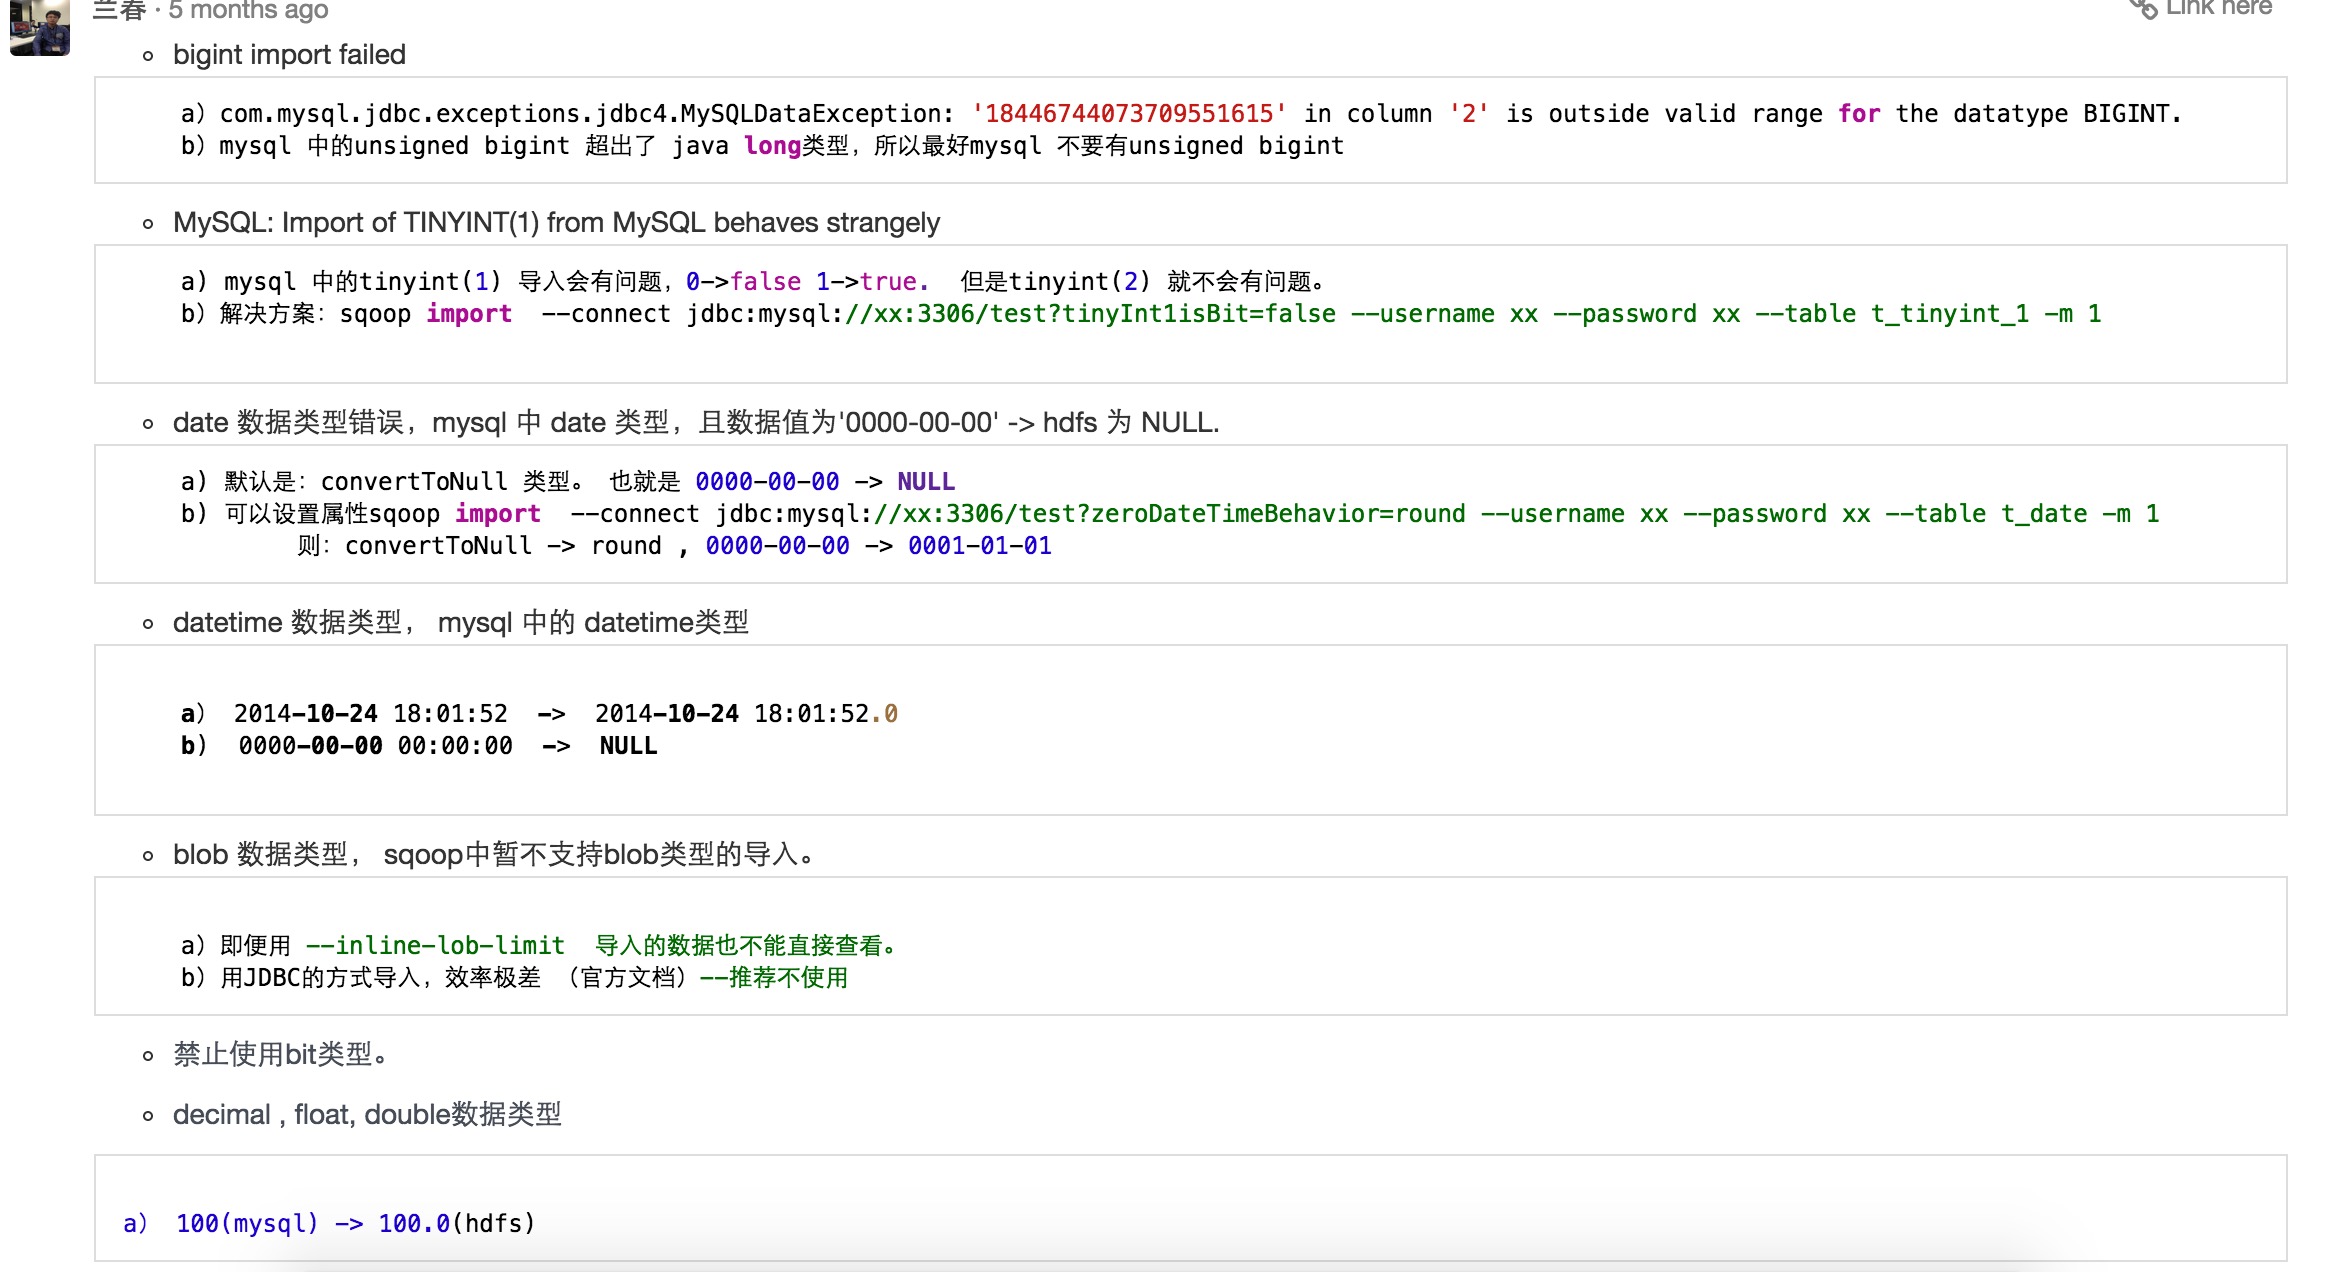 兰春 · 5 months ago
Link here
bigint import failed
a）com.mysql.jdbc.exceptions.jdbc4.MySQLDataException: '18446744073709551615' in column '2' is outside valid range for the datatype BIGINT.
b）mysql 中的unsigned bigint 超出了 java long类型，所以最好mysql 不要有unsigned bigint
MySQL: Import of TINYINT(1) from MySQL behaves strangely
a) mysql 中的tinyint(1) 导入会有问题，0->false 1->true. 但是tinyint(2) 就不会有问题。
b）解决方案：sqoop import --connect jdbc:mysql://xx:3306/test?tinyInt1isBit=false --username xx --password xx --table t_tinyint_1 -m 1
date 数据类型错误，mysql 中 date 类型，且数据值为'0000-00-00' -> hdfs 为 NULL.
a) 默认是：convertToNull 类型。 也就是 0000-00-00 -> NULL
b) 可以设置属性sqoop import --connect jdbc:mysql://xx:3306/test?zeroDateTimeBehavior=round --username xx --password xx --table t_date -m 1
则：convertToNull -> round , 0000-00-00 -> 0001-01-01
datetime 数据类型， mysql 中的 datetime类型
a） 2014-10-24 18:01:52 -> 2014-10-24 18:01:52.0
b) 0000-00-00 00:00:00 -> NULL
blob 数据类型， sqoop中暂不支持blob类型的导入。
a）即便用 --inline-lob-limit 导入的数据也不能直接查看。
b）用JDBC的方式导入，效率极差 （官方文档）--推荐不使用
禁止使用bit类型。
decimal , float, double数据类型
a） 100(mysql) -> 100.0(hdfs)